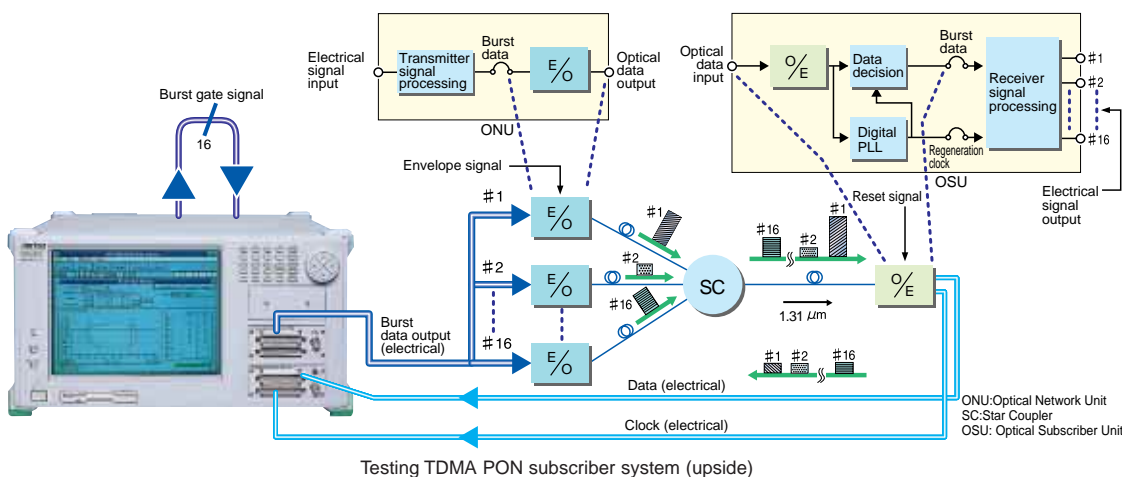 Electrical
signal
input
Transmitter
signal
processing
Burst
data
E/O
Optical
data
output
ONU
Optical
data
input
O/E
Data
decision
Digital
PLL
Burst
data
Regeneration
clock
Receiver
signal
processing
#1
#2
#16
OSU
Electrical
signal
output
Burst gate signal
16
Envelope signal
#1
E/O
#2
E/O
#16
E/O
Burst
data output
(electrical)
#1
#2
#16
SC
#16
#2
#1
1.31 µm
Reset signal
O/E
#1
#2
#16
Data (electrical)
Clock (electrical)
ONU:Optical Network Unit
SC:Star Coupler
OSU: Optical Subscriber Unit
Testing TDMA PON subscriber system (upside)